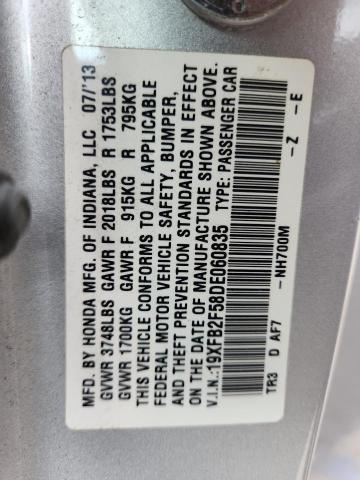 MFD. BY HONDA MFG. OF INDIANA, LLC 07/'13
GVWR 3748LBS GAWR F 2018LBS R 1753LBS
GVWR 1700KG GAWR F 915KG R 795KG
THIS VEHICLE CONFORMS TO ALL APPLICABLE
FEDERAL MOTOR VEHICLE SAFETY, BUMPER,
AND THEFT PREVENTION STANDARDS IN EFFECT
ON THE DATE OF MANUFACTURE SHOWN ABOVE.
V.I.N.:19XFB2F58DE060835 TYPE: PASSENGER CAR
TR3 D AF7 -NH700M -Z -E